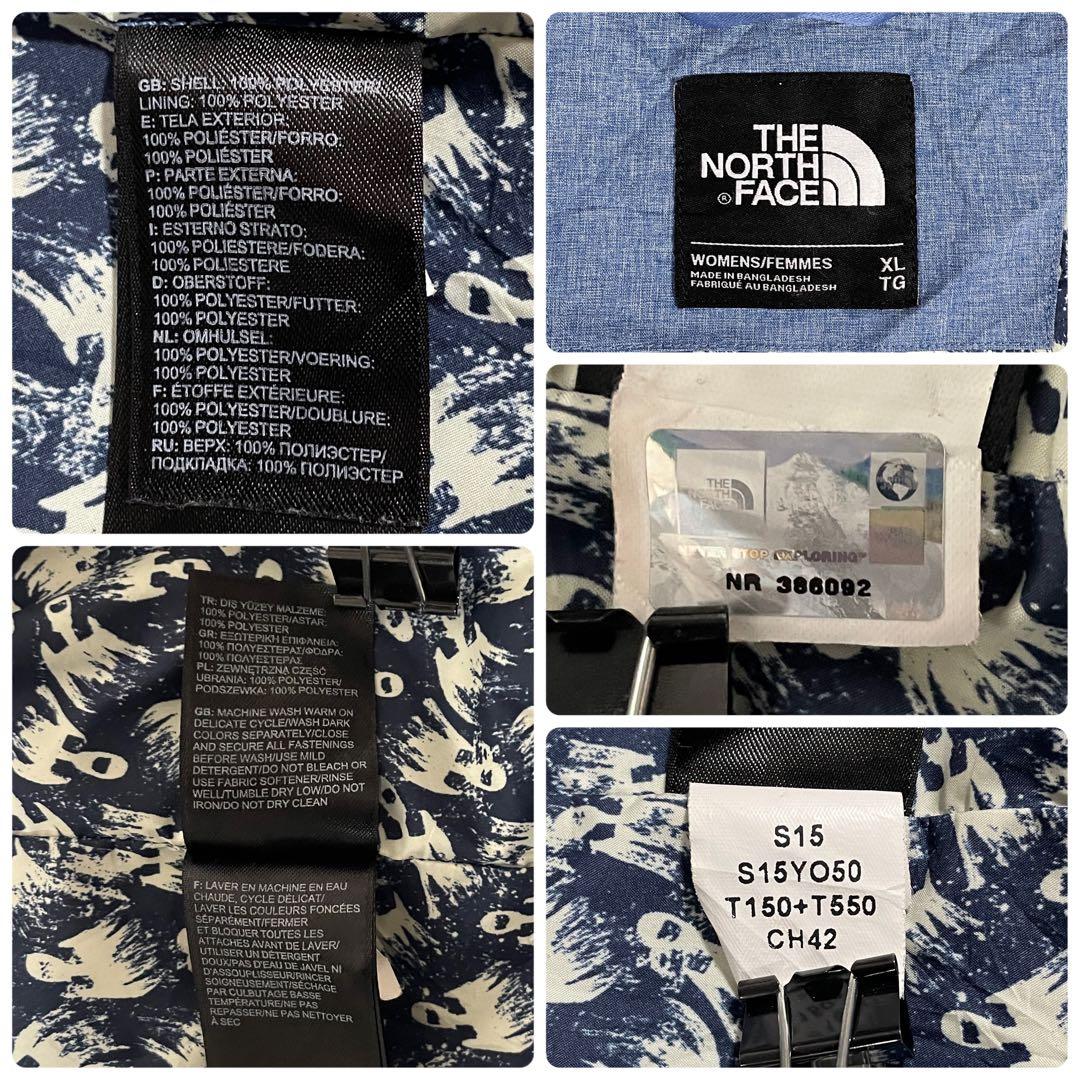 GB: SHELL: 100% POLYESTER/
LINING: 100% POLYESTER
E: TELA EXTERIOR:
100% POLIÉSTER/FORRO:
100% POLIÉSTER
P: PARTE EXTERNA:
100% POLIÉSTER/FORRO:
100% POLIÉSTER
I: ESTERNO STRATO:
100% POLIESTERE/FODERA:
100% POLIESTERE
D: OBERSTOFF:
100% POLYESTER/FUTTER:
100% POLYESTER
NL: OMHULSEL:
100% POLYESTER/VOERING:
100% POLYESTER
F: ÉTOFFE EXTÉRIEURE:
100% POLYESTER/DOUBLURE:
100% POLYESTER
RU: ВЕРХ: 100% ПОЛИЭСТЕР/
ПОДКЛАДКА: 100% ПОЛИЭСТЕР
THE
NORTH
FACE
®
WOMENS/FEMMES XL
MADE IN BANGLADESH TG
FABRIQUÉ AU BANGLADESH
THE
NORTH
FACE
NEVER STOP EXPLORING™
NR 386092
TR: DIŞ YÜZEY MALZEME:
100% POLYESTER/ASTAR:
100% POLYESTER
GR: ΕΞΩΤΕΡΙΚΗ ΕΠΙΦΑΝΕΙΑ:
100% ΠΟΛΥΕΣΤΕΡΑΣ/ΦΟΔΡΑ:
100% ΠΟΛΥΕΣΤΕΡΑΣ
PL: ZEWNĘTRZNA CZĘŚĆ
UBRANIA: 100% POLYESTER/
PODSZEWKA: 100% POLYESTER
GB: MACHINE WASH WARM ON
DELICATE CYCLE/WASH DARK
COLORS SEPARATELY/CLOSE
AND SECURE ALL FASTENINGS
BEFORE WASH/USE MILD
DETERGENT/DO NOT BLEACH OR
USE FABRIC SOFTENER/RINSE
WELL/TUMBLE DRY LOW/DO NOT
IRON/DO NOT DRY CLEAN
F: LAVER EN MACHINE EN EAU
CHAUDE, CYCLE DÉLICAT/
LAVER LES COULEURS FONCÉES
SÉPARÉMENT/FERMER
ET BLOQUER TOUTES LES
ATTACHES AVANT DE LAVER/
UTILISER UN DÉTERGENT
DOUX/PAS D'EAU DE JAVEL NI
D'ASSOUPLISSEUR/RINCER
SOIGNEUSEMENT/SÉCHAGE
PAR CULBUTAGE BASSE
TEMPÉRATURE/NE PAS
REPASSER/NE PAS NETTOYER
À SEC
S15
S15YO50
T150+T550
CH42